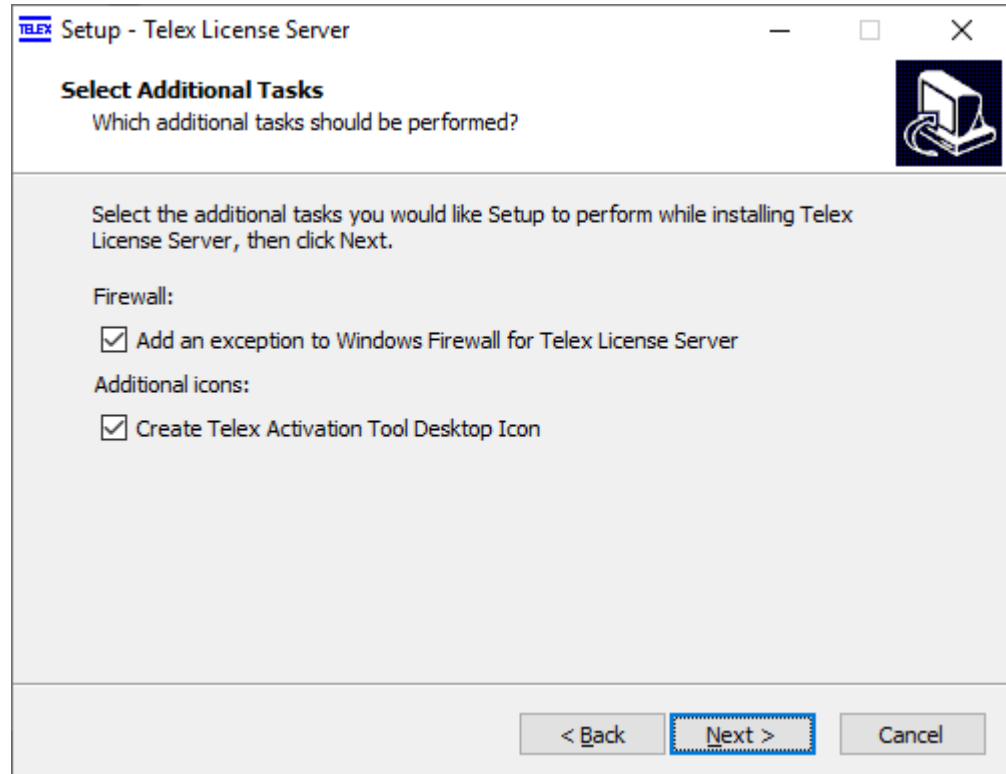 TELEX Setup - Telex License Server
Select Additional Tasks
Which additional tasks should be performed?
Select the additional tasks you would like Setup to perform while installing Telex
License Server, then click Next.
Firewall:
Add an exception to Windows Firewall for Telex License Server
Additional icons:
Create Telex Activation Tool Desktop Icon
< Back Next > Cancel